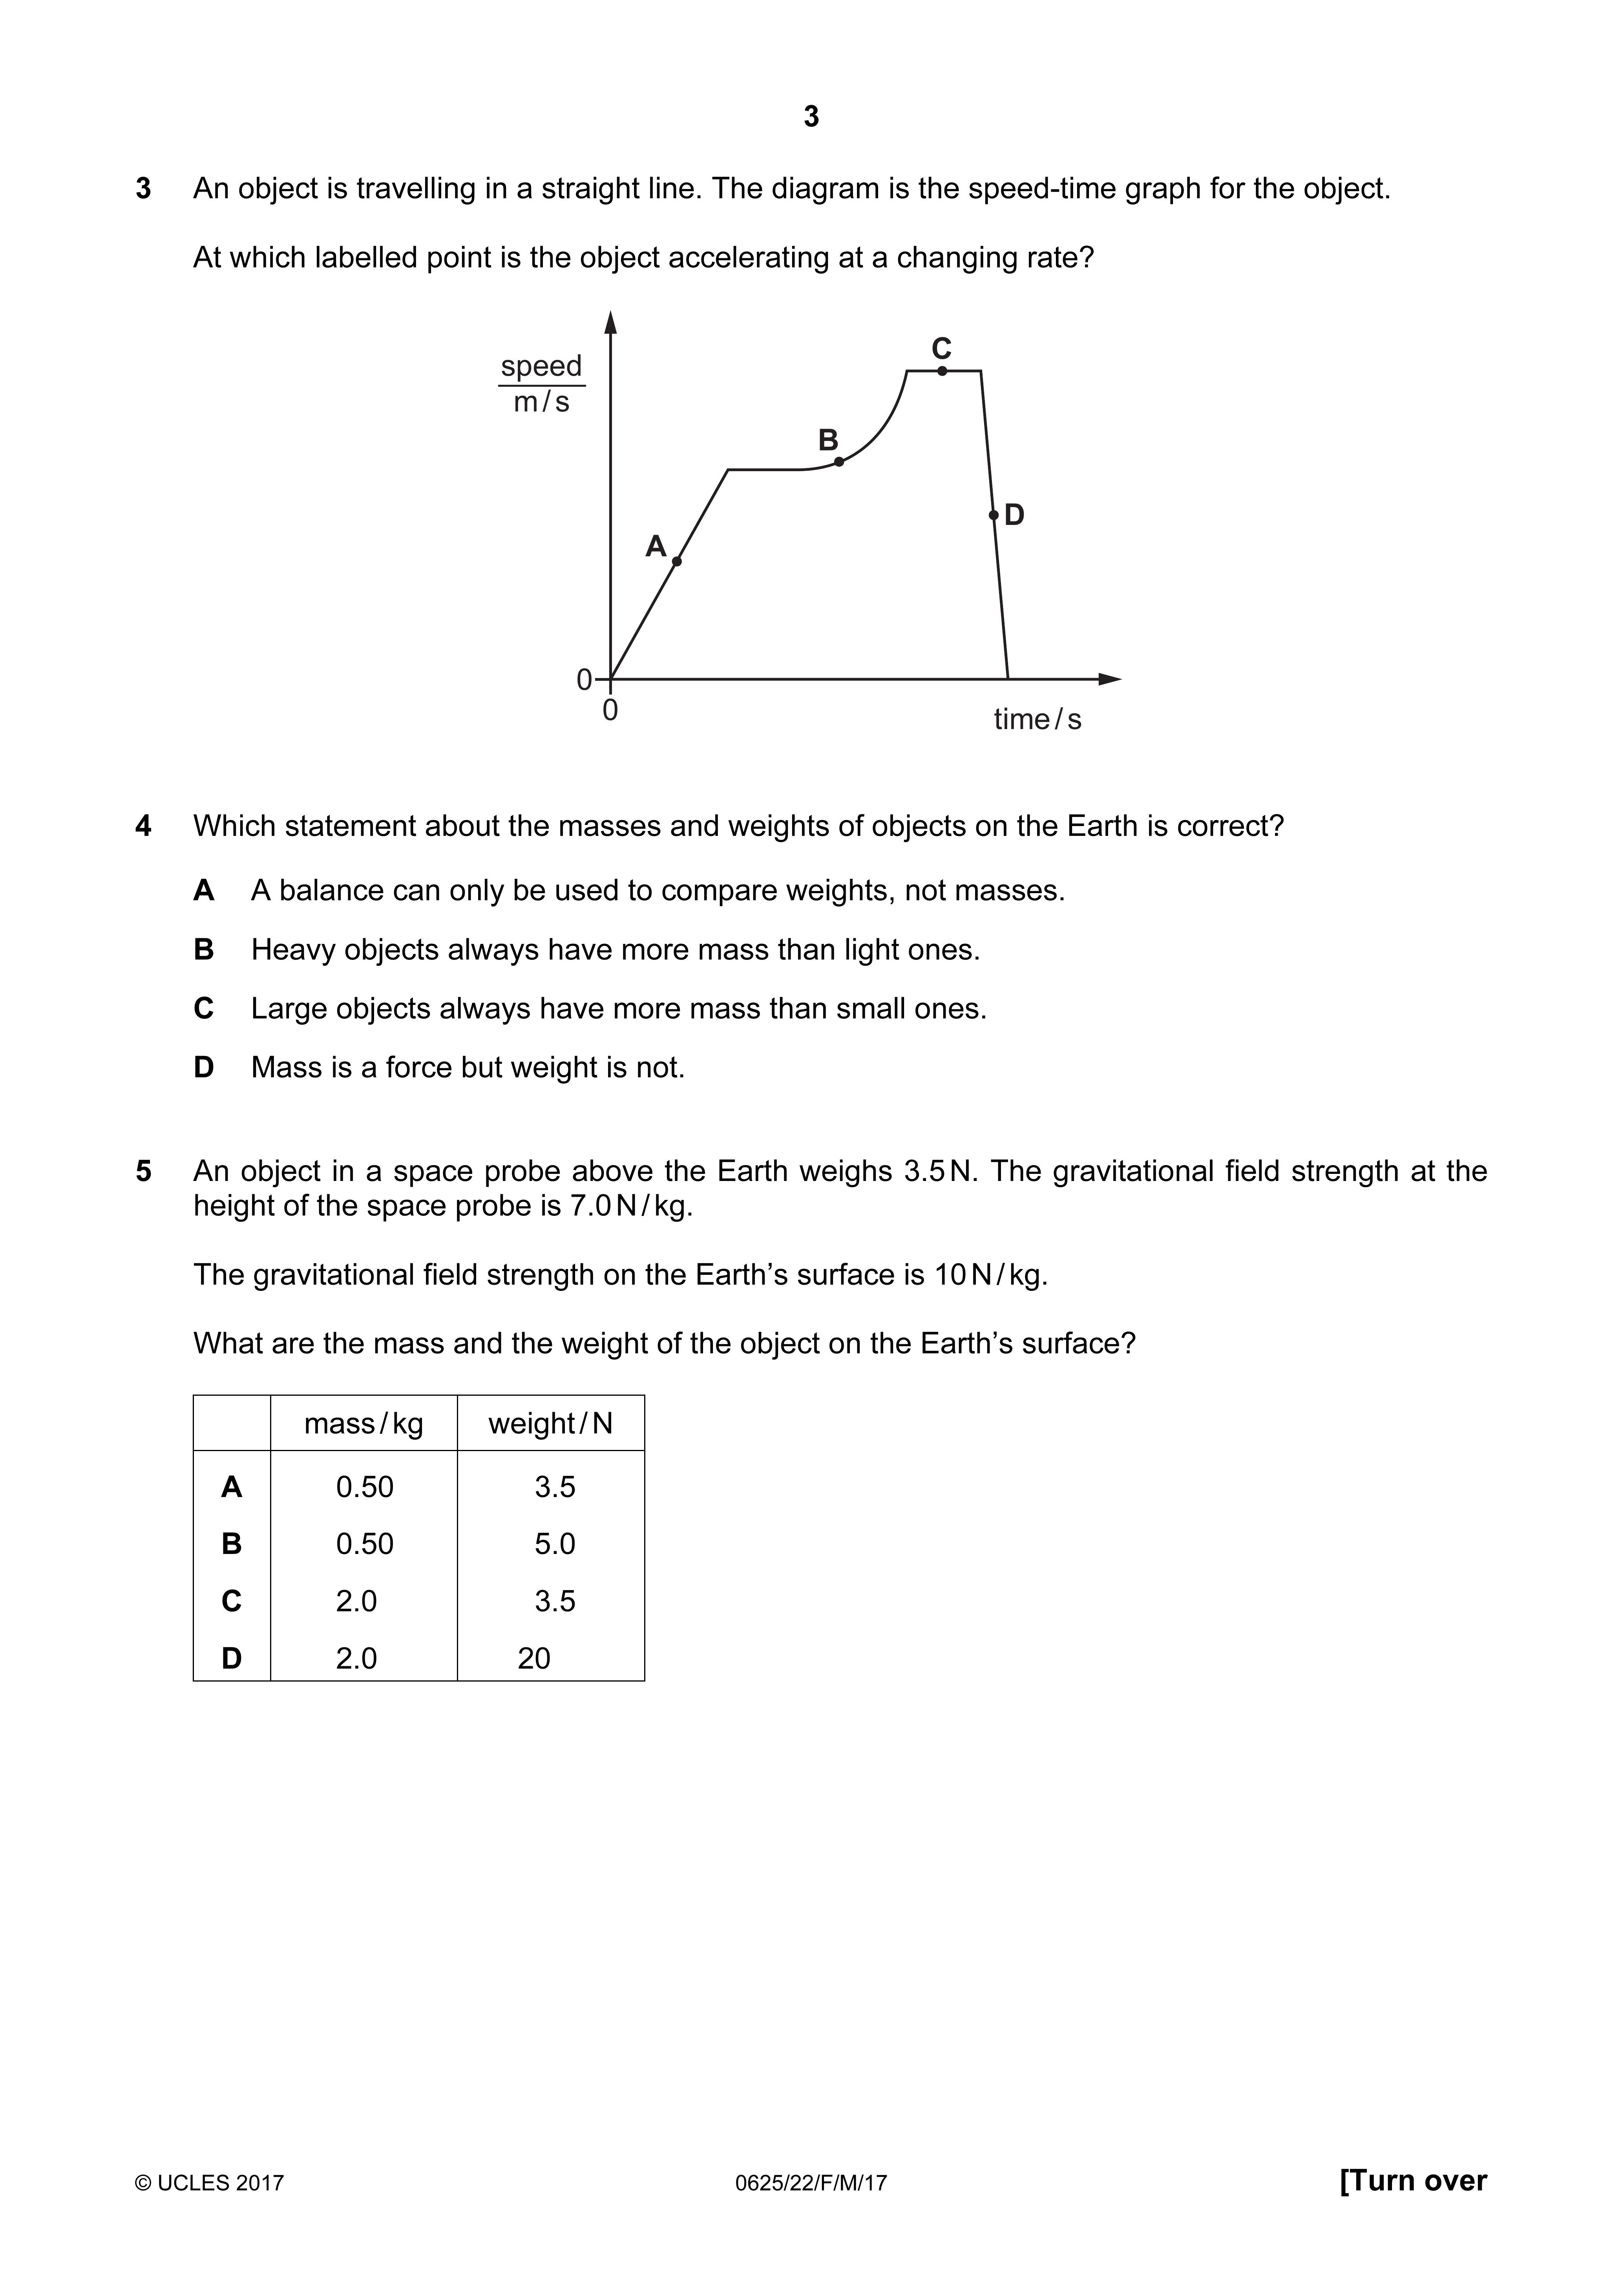 3
3 An object is travelling in a straight line. The diagram is the speed-time graph for the object.
At which labelled point is the object accelerating at a changing rate?
speed
m / s
C
B
D
A
0
0
time / s
4 Which statement about the masses and weights of objects on the Earth is correct?
A A balance can only be used to compare weights, not masses.
B Heavy objects always have more mass than light ones.
C Large objects always have more mass than small ones.
D Mass is a force but weight is not.
5 An object in a space probe above the Earth weighs 3.5 N. The gravitational field strength at the
height of the space probe is 7.0 N / kg.
The gravitational field strength on the Earth’s surface is 10 N / kg.
What are the mass and the weight of the object on the Earth’s surface?
mass / kg weight / N
A 0.50 3.5
B 0.50 5.0
C 2.0 3.5
D 2.0 20
© UCLES 2017 0625/22/F/M/17 [Turn over